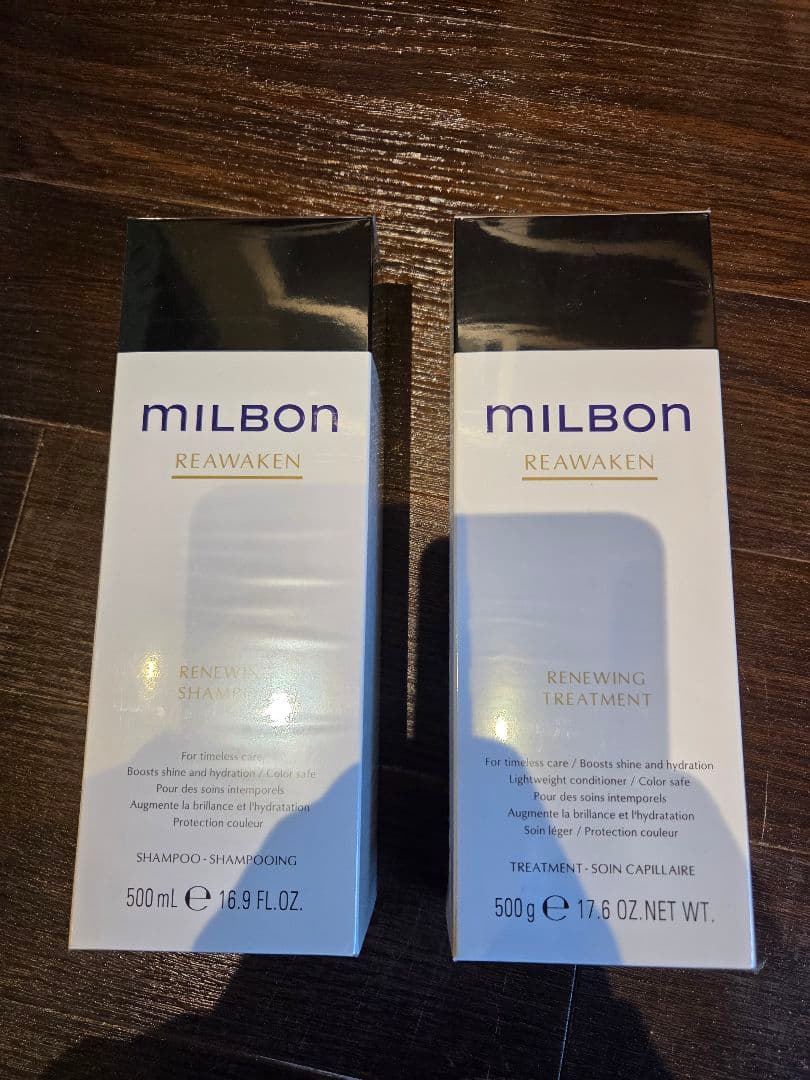 milbon
REAWAKEN
RENEWING
SHAMP
For timeless care
Boosts shine and hydration / Color safe
Pour des soins intemporels
Augmente la brillance et l'hydratation
Protection couleur
SHAMPOO - SHAMPOOING
500 mL ℮ 16.9 FL.OZ.
milbon
REAWAKEN
RENEWING
TREATMENT
For timeless care / Boosts shine and hydration
Lightweight conditioner / Color safe
Pour des soins intemporels
Augmente la brillance et l'hydratation
Soin léger / Protection couleur
TREATMENT - SOIN CAPILLAIRE
500 g ℮ 17.6 OZ.NET WT.